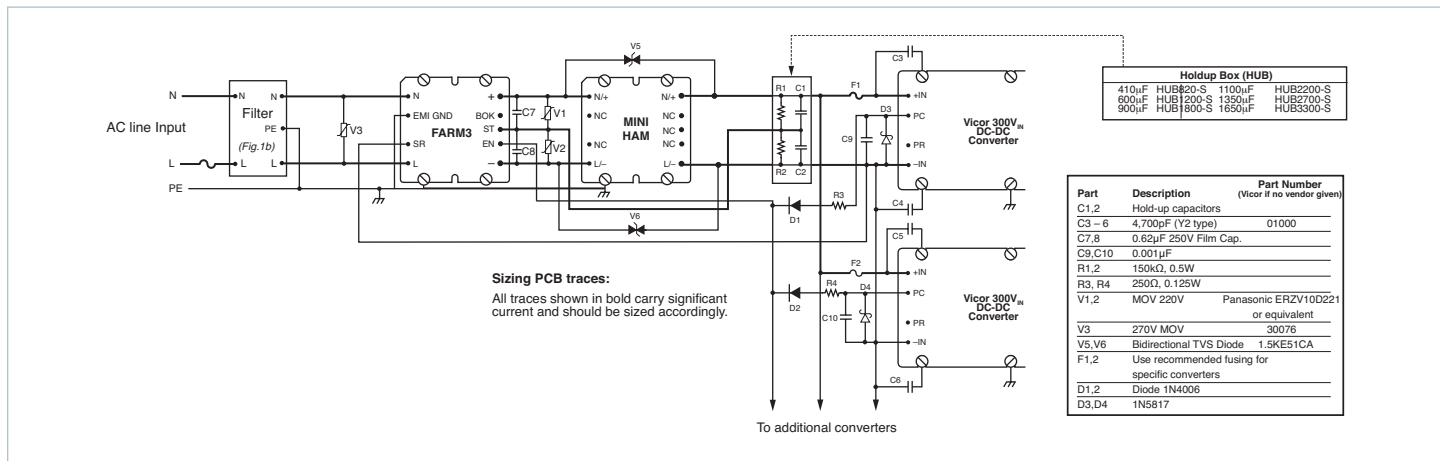 N
AC line Input
L
PE
N
N
Filter
PE
(Fig.1b)
L
L
V3
N
+
EMI GND
BOK
FARM3
ST
SR
EN
L
–
C7
V1
C8
V2
V5
N/+
N/+
NC
NC
MINI
HAM
NC
NC
NC
L/–
L/–
V6
R1
C1
R2
C2
F1
C3
D3
C9
+IN
PC
Vicor 300VIN
DC-DC
Converter
PR
–IN
R3
D1
C4
C5
F2
+IN
R4
D4
PC
Vicor 300VIN
DC-DC
Converter
D2
C10
PR
–IN
C6
To additional converters
Sizing PCB traces:
All traces shown in bold carry significant
current and should be sized accordingly.
Holdup Box (HUB)
410µF HUB820-S 1100µF HUB2200-S
600µF HUB1200-S 1350µF HUB2700-S
900µF HUB1800-S 1650µF HUB3300-S
Part Description Part Number
(Vicor if no vendor given)
C1,2 Hold-up capacitors
C3 – 6 4,700pF (Y2 type) 01000
C7,8 0.62µF 250V Film Cap.
C9,C10 0.001µF
R1,2 150kΩ, 0.5W
R3, R4 250Ω, 0.125W
V1,2 MOV 220V Panasonic ERZV10D221
or equivalent
V3 270V MOV 30076
V5,V6 Bidirectional TVS Diode 1.5KE51CA
F1,2 Use recommended fusing for
specific converters
D1,2 Diode 1N4006
D3,D4 1N5817